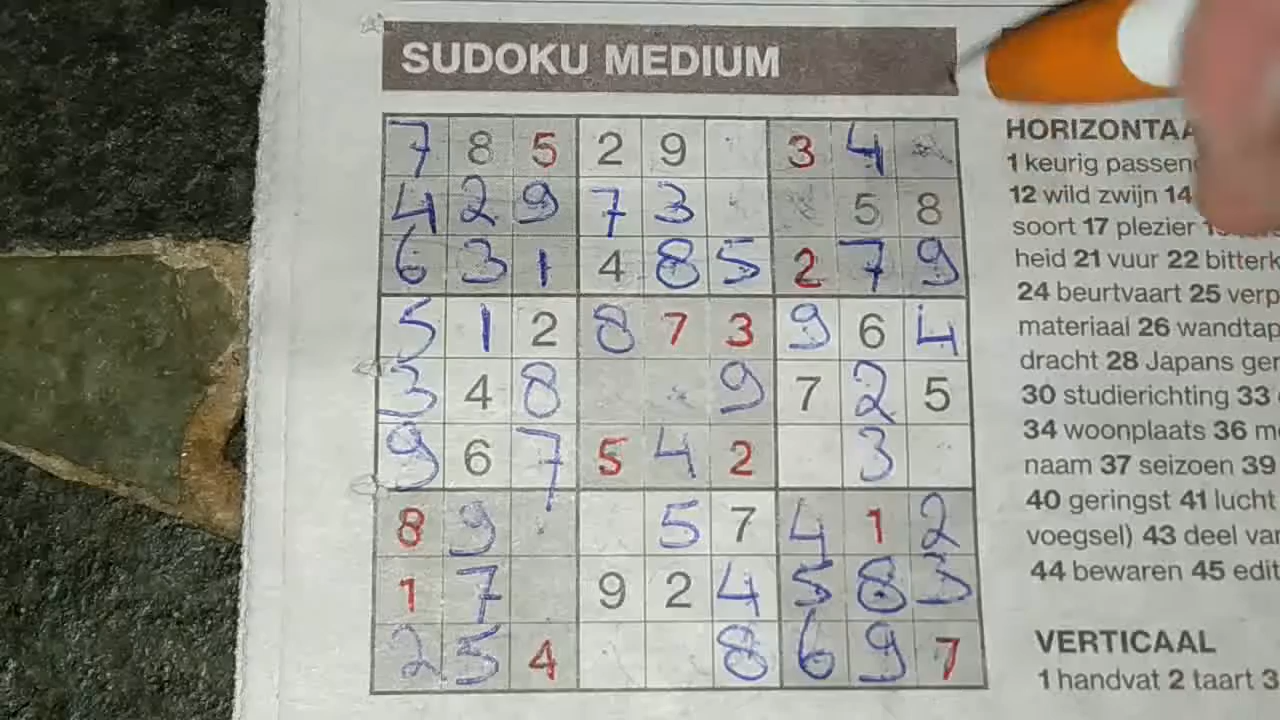 SUDOKU MEDIUM
7 8 5 2 9 3 4
4 2 9 7 3 5 8
6 3 1 4 8 5 2 7 9
5 1 2 8 7 3 9 6 4
3 4 8 9 7 2 5
9 6 7 5 4 2 3
8 9 5 7 4 1 2
1 7 9 2 4 5 8 3
2 5 4 8 6 9 7
HORIZONTAA
1 keurig passen
12 wild zwijn 14
soort 17 plezier
heid 21 vuur 22 bitterk
24 beurtvaart 25 verp
materiaal 26 wandtap
dracht 28 Japans ger
30 studierichting 33
34 woonplaats 36 m
naam 37 seizoen 39
40 geringst 41 lucht
voegsel) 43 deel van
44 bewaren 45 edit
VERTICAAL
1 handvat 2 taart 3